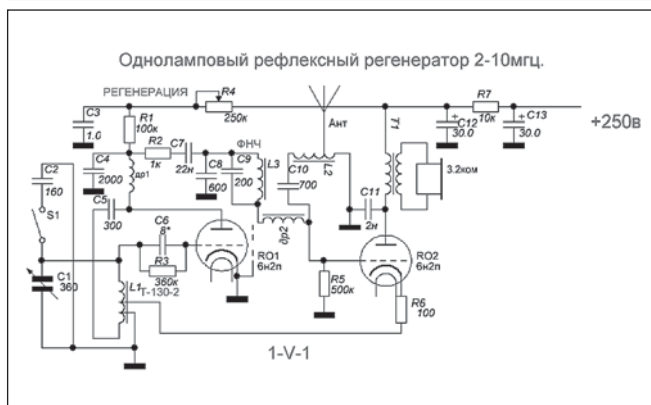 Одноламповый рефлексный регенератор 2-10мгц.
РЕГЕНЕРАЦИЯ
R4
250к
Ант
T1
R7
10к
C12
30.0
C13
30.0
+250в
C3
1.0
R1
100к
R2
1к
C7
22н
ФНЧ
C8
600
C9
200
L3
C10
700
L2
C11
2н
3.2ком
C2
160
C4
2000
др1
C5
300
S1
C6
8*
R3
360к
RO1
6н2п
др2
R5
500к
RO2
6н2п
R6
100
C1
360
L1
Т-130-2
1-V-1